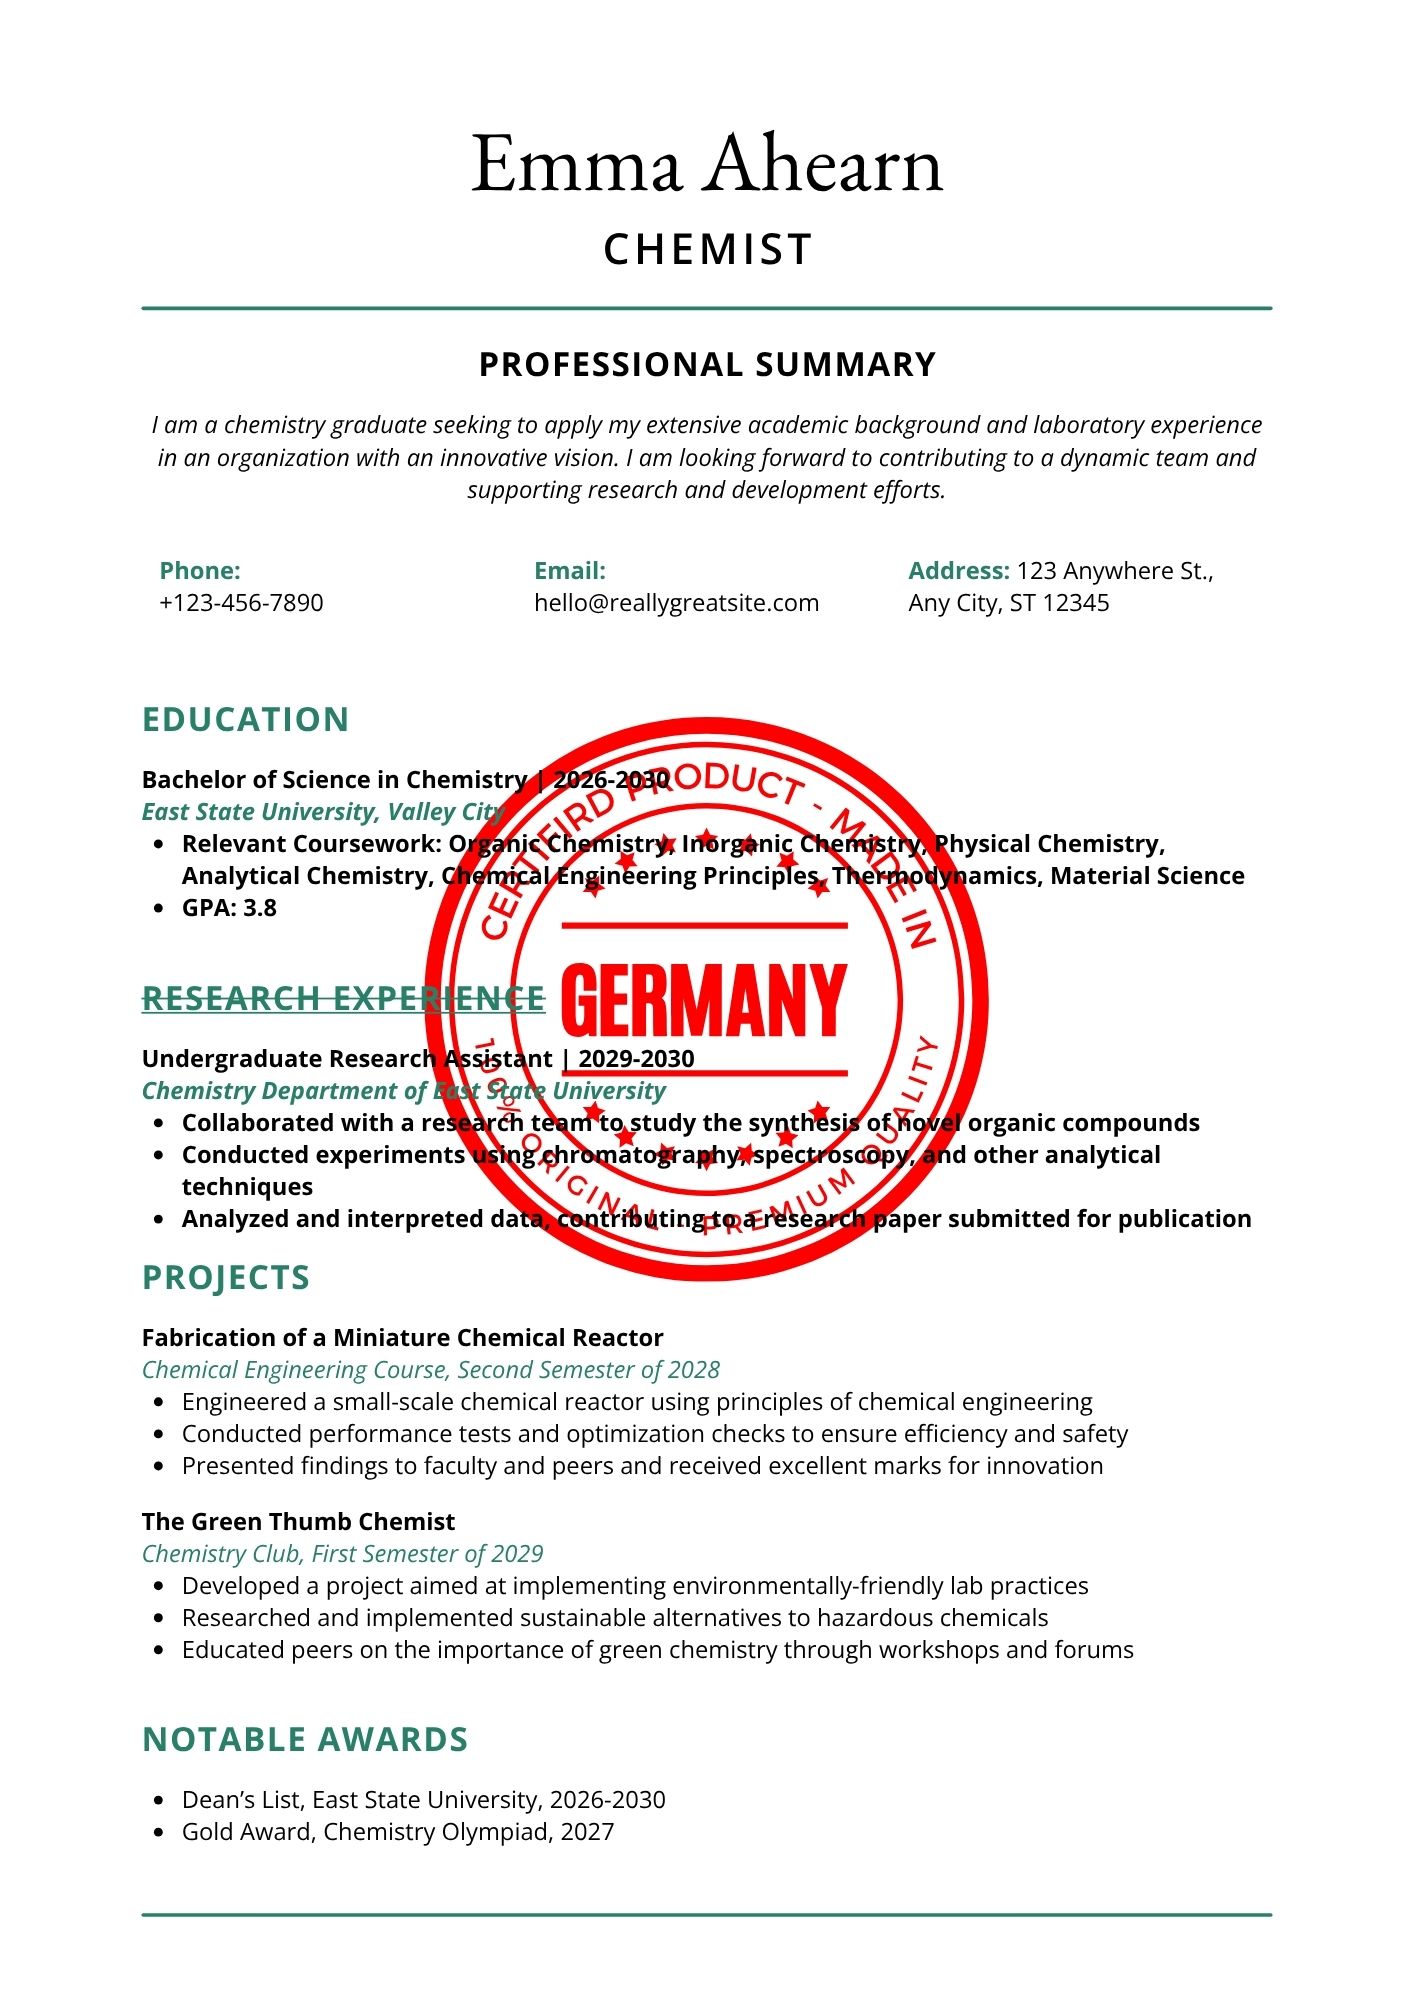 Emma Ahearn
CHEMIST
PROFESSIONAL SUMMARY
I am a chemistry graduate seeking to apply my extensive academic background and laboratory experience
in an organization with an innovative vision. I am looking forward to contributing to a dynamic team and
supporting research and development efforts.
Phone:
+123-456-7890
Email:
hello@reallygreatsite.com
Address: 123 Anywhere St.,
Any City, ST 12345
EDUCATION
Bachelor of Science in Chemistry | 2026-2030
East State University, Valley City
• Relevant Coursework: Organic Chemistry, Inorganic Chemistry, Physical Chemistry,
Analytical Chemistry, Chemical Engineering Principles, Thermodynamics, Material Science
• GPA: 3.8
CERTIFIRD PRODUCT - MADE IN
GERMANY
100% ORIGINAL - PREMIUM QUALITY
RESEARCH EXPERIENCE
Undergraduate Research Assistant | 2029-2030
Chemistry Department of East State University
• Collaborated with a research team to study the synthesis of novel organic compounds
• Conducted experiments using chromatography, spectroscopy, and other analytical
techniques
• Analyzed and interpreted data, contributing to a research paper submitted for publication
PROJECTS
Fabrication of a Miniature Chemical Reactor
Chemical Engineering Course, Second Semester of 2028
• Engineered a small-scale chemical reactor using principles of chemical engineering
• Conducted performance tests and optimization checks to ensure efficiency and safety
• Presented findings to faculty and peers and received excellent marks for innovation
The Green Thumb Chemist
Chemistry Club, First Semester of 2029
• Developed a project aimed at implementing environmentally-friendly lab practices
• Researched and implemented sustainable alternatives to hazardous chemicals
• Educated peers on the importance of green chemistry through workshops and forums
NOTABLE AWARDS
• Dean’s List, East State University, 2026-2030
• Gold Award, Chemistry Olympiad, 2027